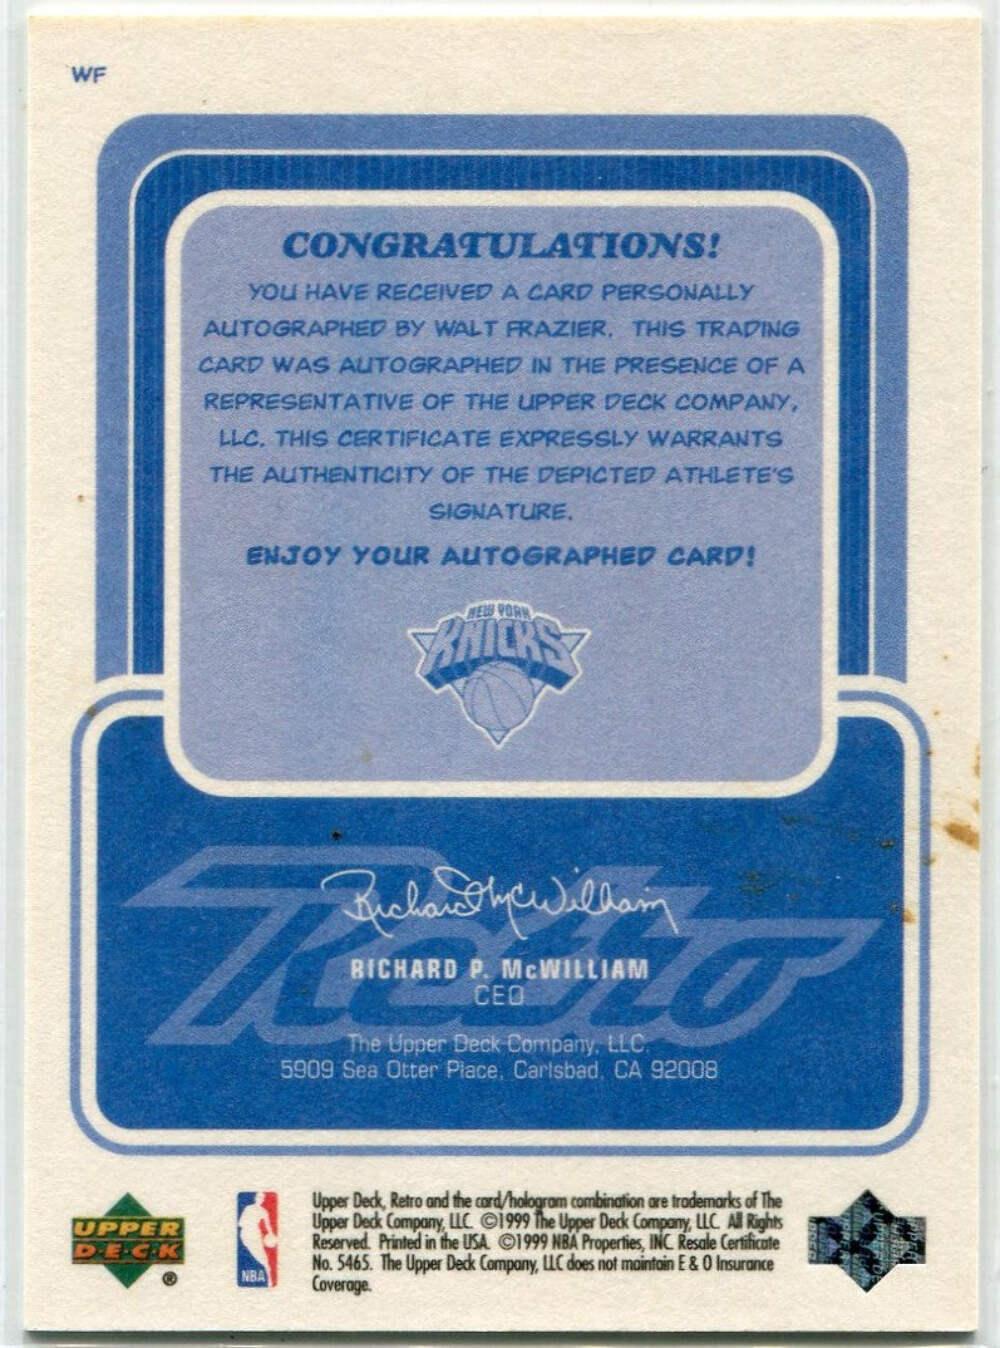 WF
CONGRATULATIONS!
YOU HAVE RECEIVED A CARD PERSONALLY
AUTOGRAPHED BY WALT FRAZIER. THIS TRADING
CARD WAS AUTOGRAPHED IN THE PRESENCE OF A
REPRESENTATIVE OF THE UPPER DECK COMPANY,
LLC. THIS CERTIFICATE EXPRESSLY WARRANTS
THE AUTHENTICITY OF THE DEPICTED ATHLETE'S
SIGNATURE.
ENJOY YOUR AUTOGRAPHED CARD!
NEW YORK
KNICKS
Retro
Richard McWilliam
RICHARD P. McWILLIAM
CEO
The Upper Deck Company, LLC.
5909 Sea Otter Place, Carlsbad, CA 92008
UPPER
DECK
®
NBA
Upper Deck, Retro and the card/hologram combination are trademarks of The
Upper Deck Company, LLC. ©1999 The Upper Deck Company, LLC. All Rights
Reserved. Printed in the USA. ©1999 NBA Properties, INC. Resale Certificate
No. 5465. The Upper Deck Company, LLC does not maintain E & O Insurance
Coverage.